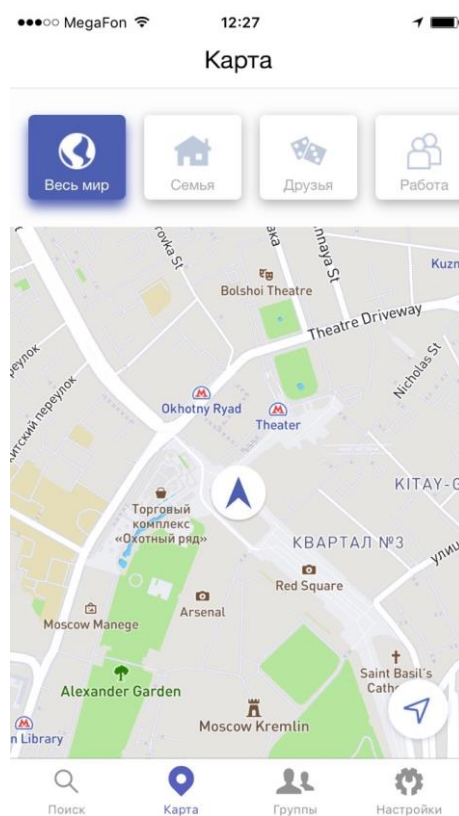 MegaFon 12:27
Карта
Весь мир Семья Друзья Работа
Bolshoi Theatre
Theatre Driveway
Nicholas St
Okhotny Ryad
Theater
KITAY-G
Торговый
комплекс
«Охотный ряд»
КВАРТАЛ №3
Red Square
Arsenal
Moscow Manege
Saint Basil's
Alexander Garden
Moscow Kremlin
n Library
Поиск Карта Группы Настройки